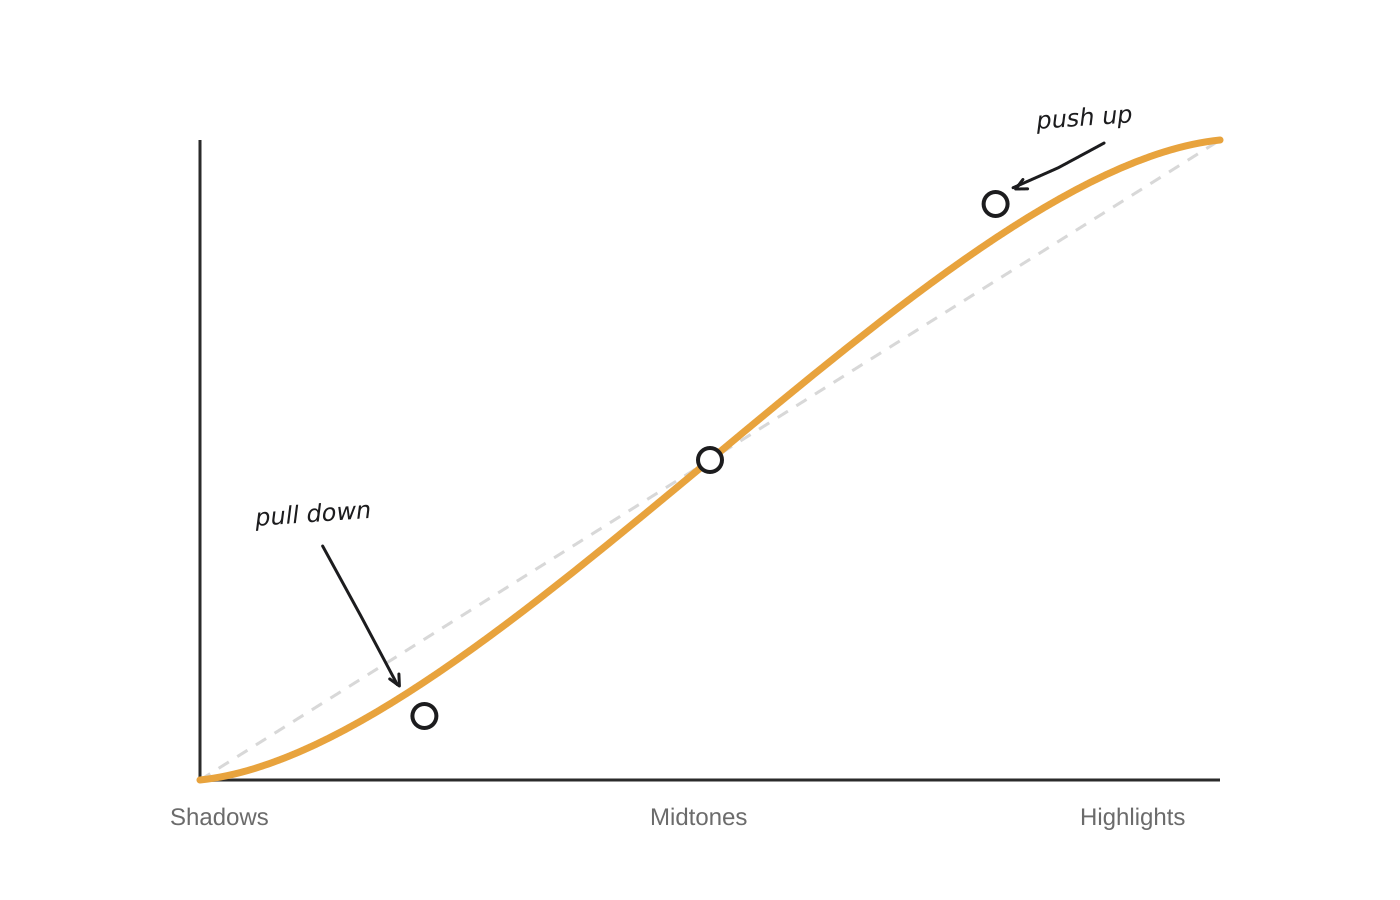 push up
pull down
Shadows
Midtones
Highlights